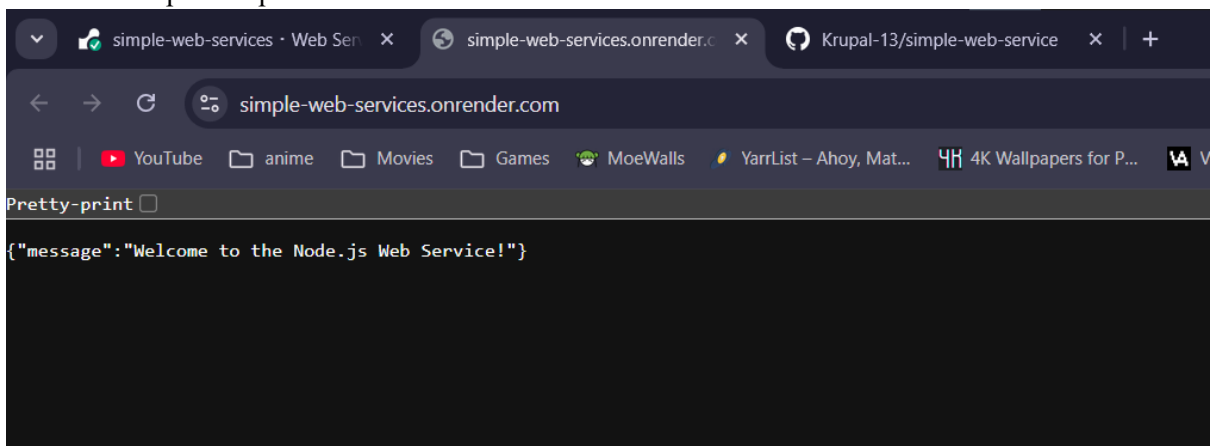 simple-web-services · Web Ser
simple-web-services.onrender.c
Krupal-13/simple-web-service
simple-web-services.onrender.com
YouTube anime Movies Games MoeWalls YarrList – Ahoy, Mat... 4K Wallpapers for P...
Pretty-print
{"message":"Welcome to the Node.js Web Service!"}